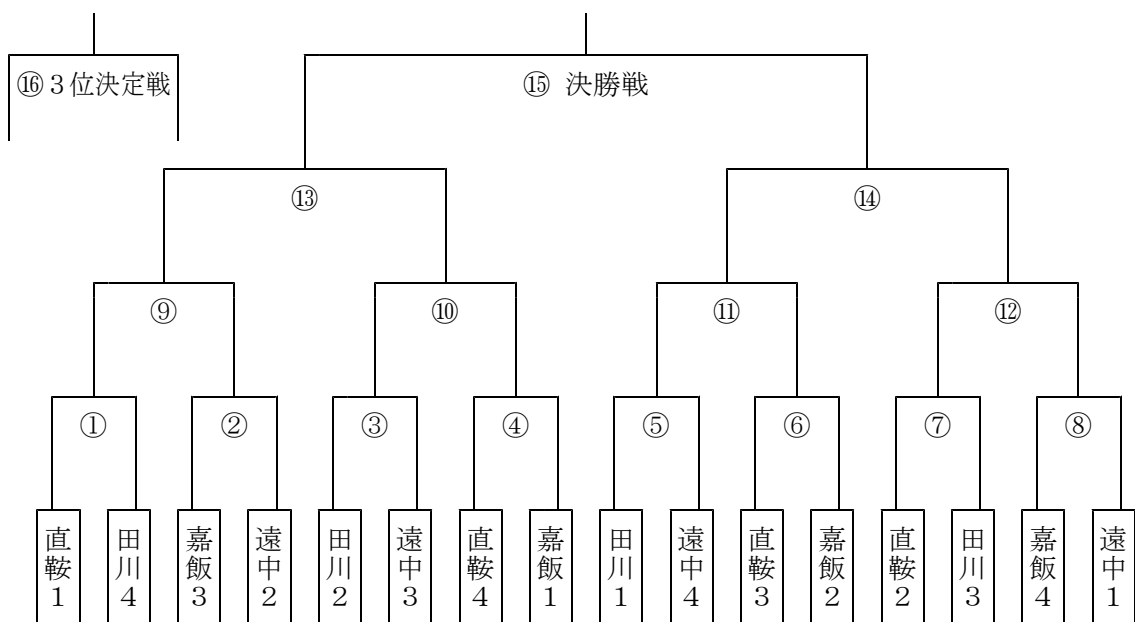 ⑯３位決定戦
⑮ 決勝戦
⑬
⑭
⑨
⑩
⑪
⑫
①
②
③
④
⑤
⑥
⑦
⑧
直鞍１
田川４
嘉飯３
遠中２
田川２
遠中３
直鞍４
嘉飯１
田川１
遠中４
直鞍３
嘉飯２
直鞍２
田川３
嘉飯４
遠中１